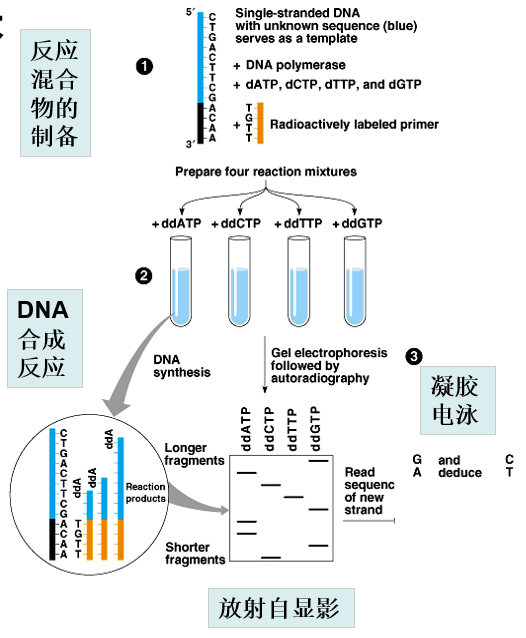 反应
混合
物的
制备
1
5′
C
T
G
A
C
T
T
C
G
A
C
A
A
3′
Single-stranded DNA
with unknown sequence (blue)
serves as a template
+ DNA polymerase
+ dATP, dCTP, dTTP, and dGTP
T
G
T
T
+ Radioactively labeled primer
Prepare four reaction mixtures
+ ddATP + ddCTP + ddTTP + ddGTP
2
DNA
合成
反应
DNA
synthesis
Gel electrophoresis
followed by
autoradiography
3
凝胶
电泳
ddATP
ddCTP
ddTTP
ddGTP
Longer
fragments
Shorter
fragments
C
T
G
A
C
T
T
C
G
A
C
A
A
T
G
T
T
ddA
ddA
ddA
Reaction
products
Read
sequenc
of new
strand
G and C
A deduce T
放射自显影